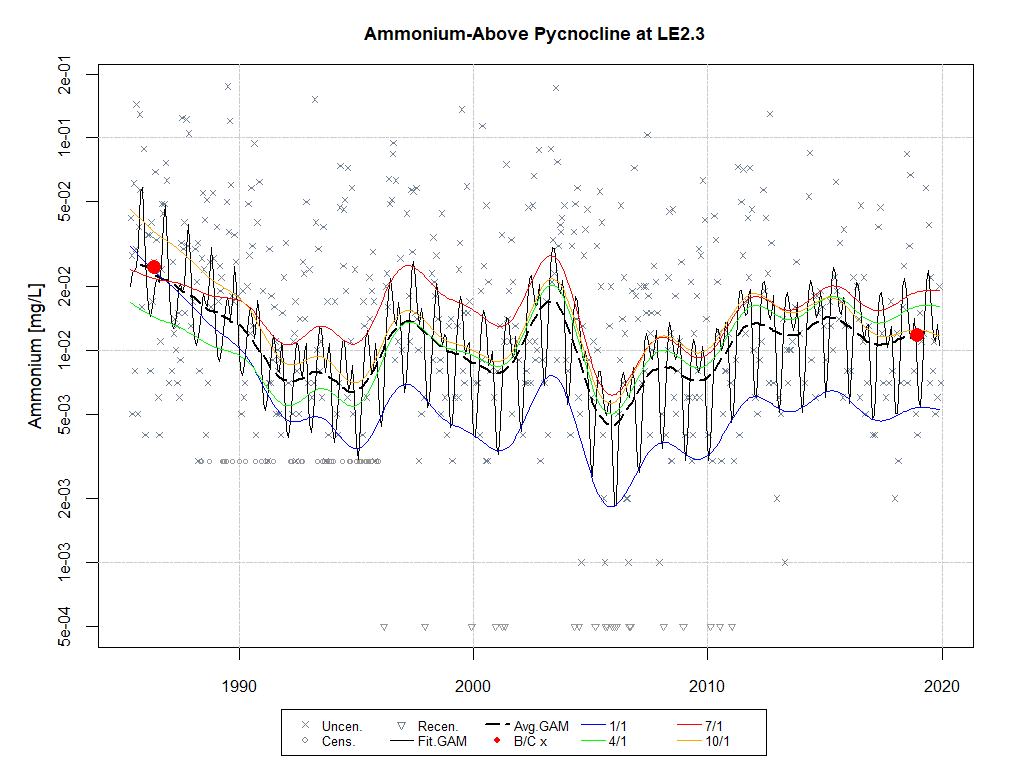 Ammonium-Above Pycnocline at LE2.3
Ammonium [mg/L]
2e-01
1e-01
5e-02
2e-02
1e-02
5e-03
2e-03
1e-03
5e-04
1990 2000 2010 2020
Uncen. Recen. Avg.GAM 1/1 7/1
Cens. Fit.GAM B/C x 4/1 10/1